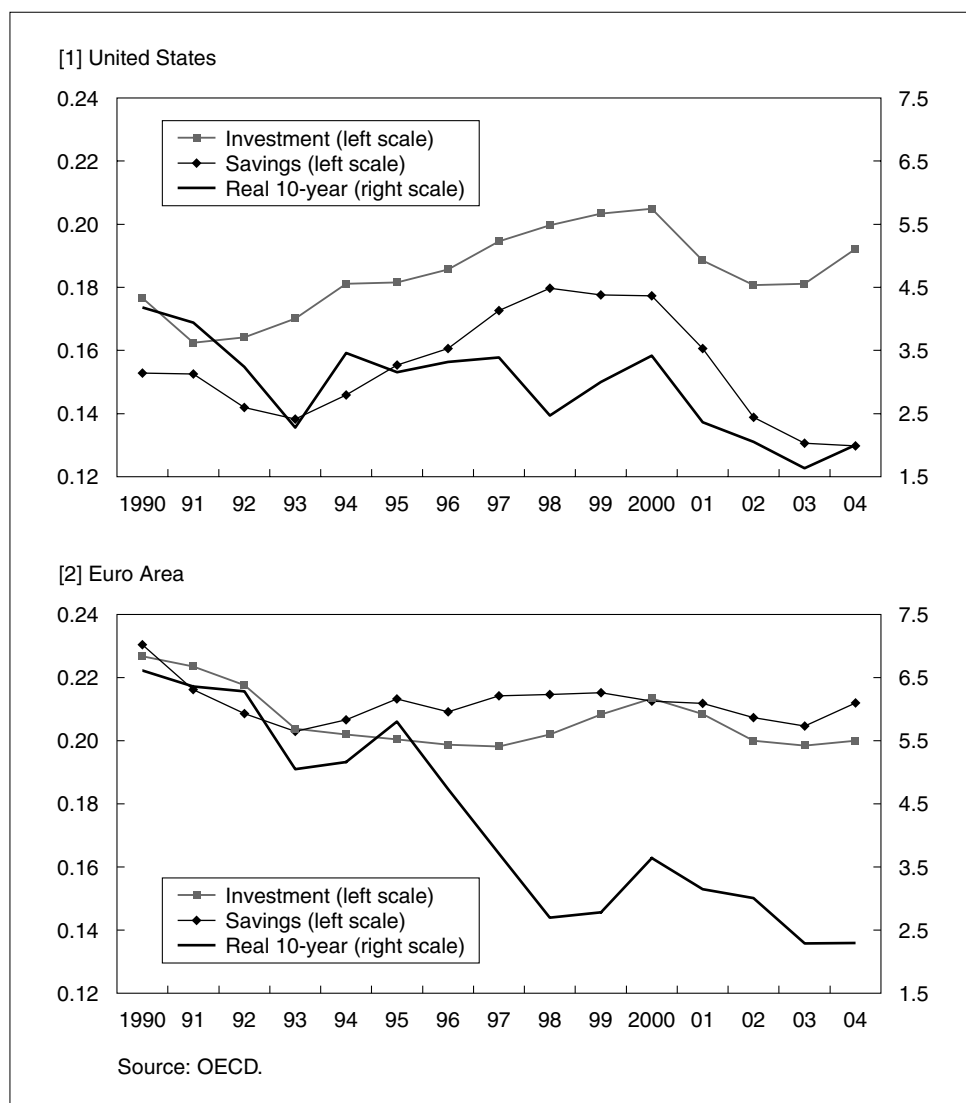 [1] United States
0.24 7.5
Investment (left scale)
0.22 6.5
Savings (left scale)
Real 10-year (right scale)
0.20 5.5
0.18 4.5
0.16 3.5
0.14 2.5
0.12 1.5
1990 91 92 93 94 95 96 97 98 99 2000 01 02 03 04
[2] Euro Area
0.24 7.5
0.22 6.5
0.20 5.5
0.18 4.5
0.16 3.5
Investment (left scale)
Savings (left scale)
0.14 2.5
Real 10-year (right scale)
0.12 1.5
1990 91 92 93 94 95 96 97 98 99 2000 01 02 03 04
Source: OECD.